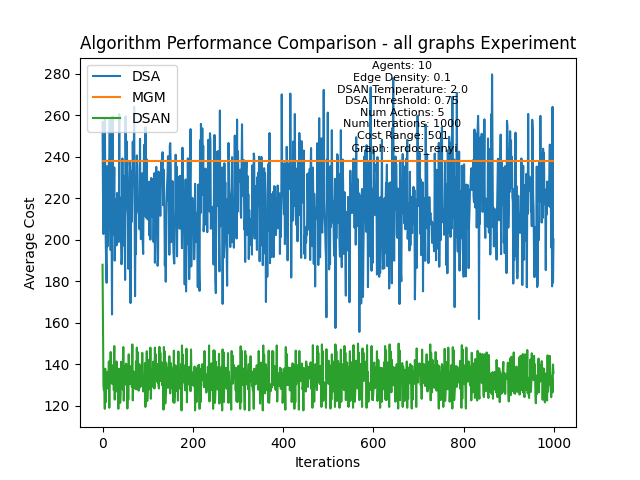 Algorithm Performance Comparison - all graphs Experiment
DSA
MGM
DSAN
Agents: 10
Edge Density: 0.1
DSAN Temperature: 2.0
DSA Threshold: 0.75
Num Actions: 5
Num Iterations: 1000
Cost Range: 501
Graph: erdos_renyi
280
260
240
220
200
180
160
140
120
Average Cost
0
200
400
600
800
1000
Iterations